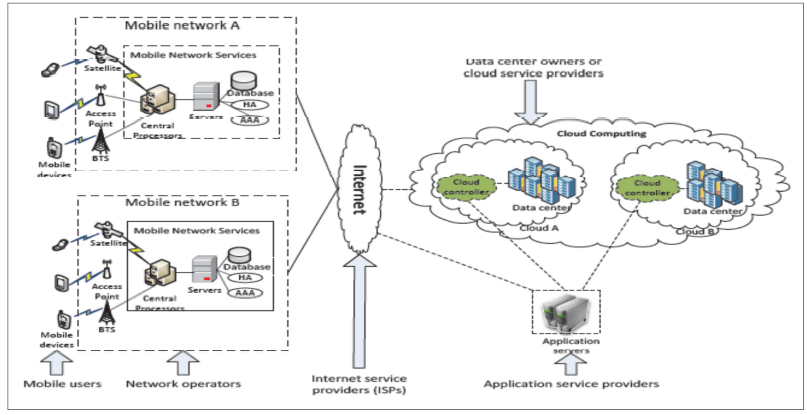 Mobile network A
Mobile Network Services
Satellite
Database
HA
AAA
Access
Point
Central
Processors
Servers
BTS
Mobile
devices
Mobile network B
Mobile Network Services
Satellite
Database
HA
AAA
Access
Point
Central
Processors
Servers
BTS
Mobile
devices
Mobile users
Network operators
Internet
Internet service
providers (ISPs)
Data center owners or
cloud service providers
Cloud Computing
Cloud
controller
Data center
Cloud A
Cloud
controller
Data center
Cloud B
Application
servers
Application service providers